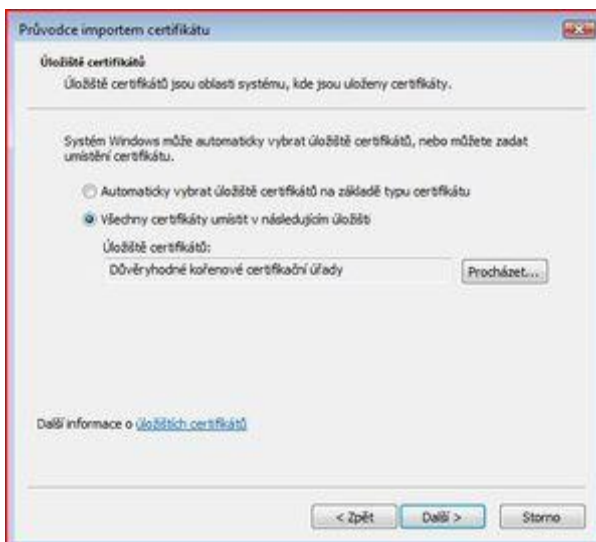 Průvodce importem certifikátu
Úložiště certifikátů
Úložiště certifikátů jsou oblasti systému, kde jsou uloženy certifikáty.
Systém Windows může automaticky vybrat úložiště certifikátů, nebo můžete zadat
umístění certifikátu.
Automaticky vybrat úložiště certifikátů na základě typu certifikátu
Všechny certifikáty umístit v následujícím úložišti
Úložiště certifikátů:
Důvěryhodné kořenové certifikační úřady
Procházet...
Další informace o úložištích certifikátů
< Zpět
Další >
Storno